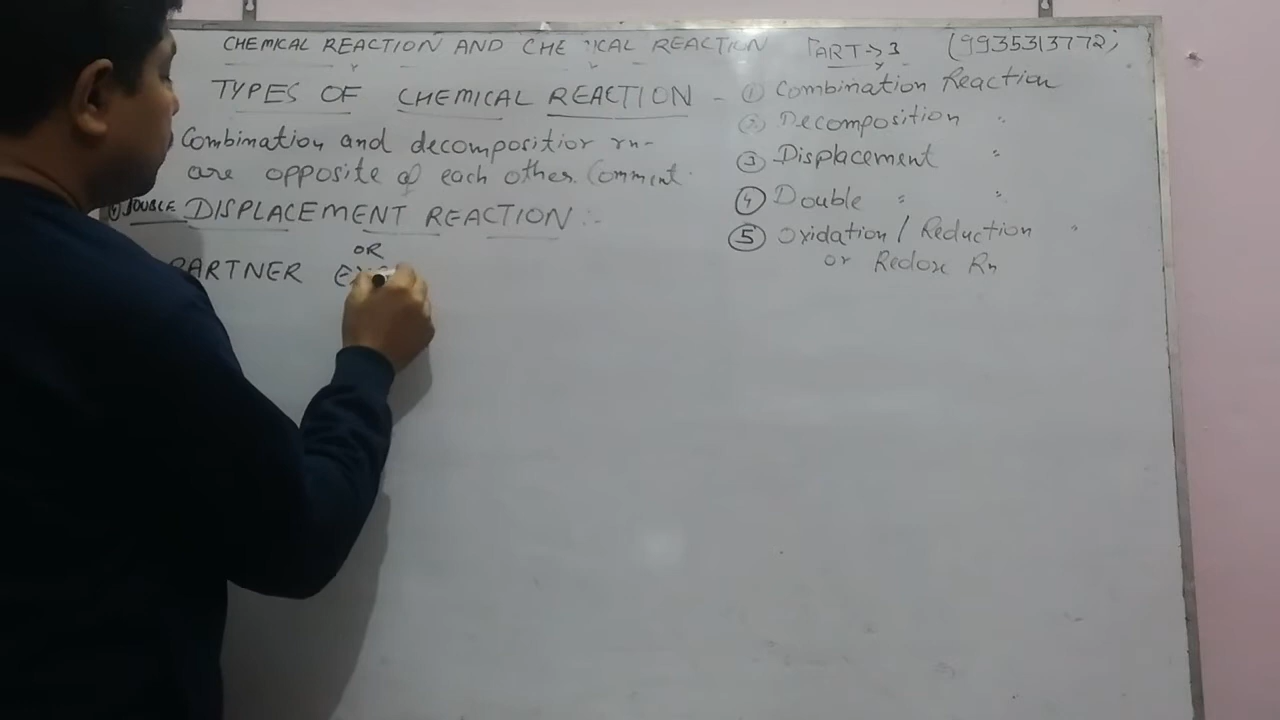 CHEMICAL REACTION AND CHE ICAL REACTION PART → 3 (9935313772)
TYPES OF CHEMICAL REACTION -
① Combination Reaction
② Decomposition "
③ Displacement "
④ Double " "
⑤ Oxidation / Reduction "
or Redox Rn
Combination and decomposition rn-
are opposite of each other. Comment.
④ DOUBLE DISPLACEMENT REACTION :-
OR
PARTNER